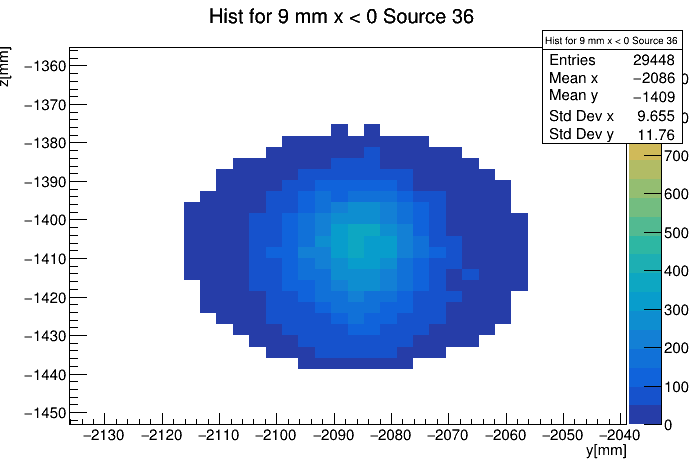 Hist for 9 mm x < 0 Source 36
Hist for 9 mm x < 0 Source 36
Entries 29448
Mean x −2086
Mean y −1409
Std Dev x 9.655
Std Dev y 11.76
z[mm]
−1360
−1370
−1380
−1390
−1400
−1410
−1420
−1430
−1440
−1450
0
0
700
600
500
400
300
200
100
0
−2130 −2120 −2110 −2100 −2090 −2080 −2070 −2060 −2050 −2040
y[mm]